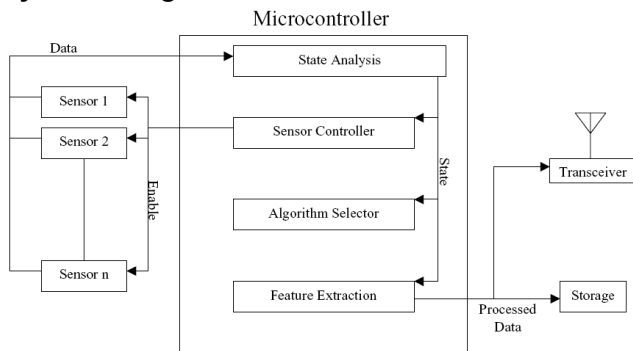 Microcontroller
Data
State Analysis
Sensor 1
Sensor Controller
Sensor 2
Enable
State
Transceiver
Algorithm Selector
Sensor n
Feature Extraction
Storage
Processed
Data